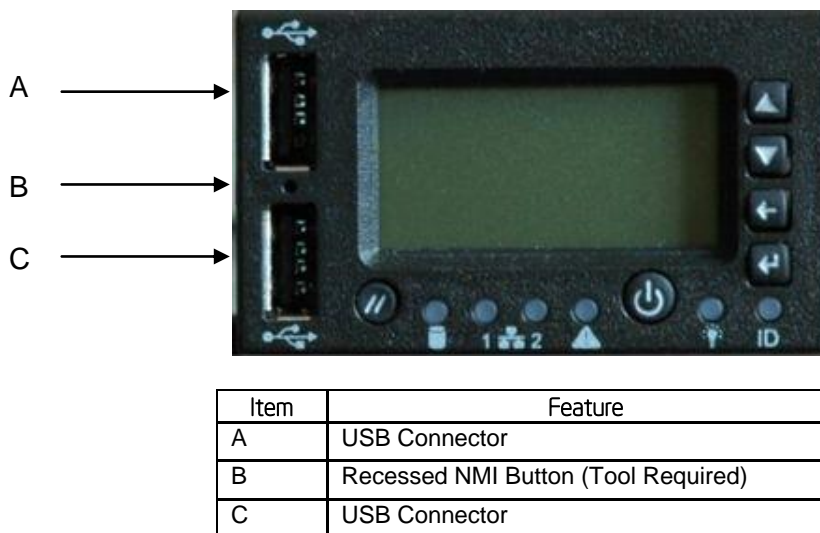 A
B
C
1 2
ID
Item Feature
A USB Connector
B Recessed NMI Button (Tool Required)
C USB Connector